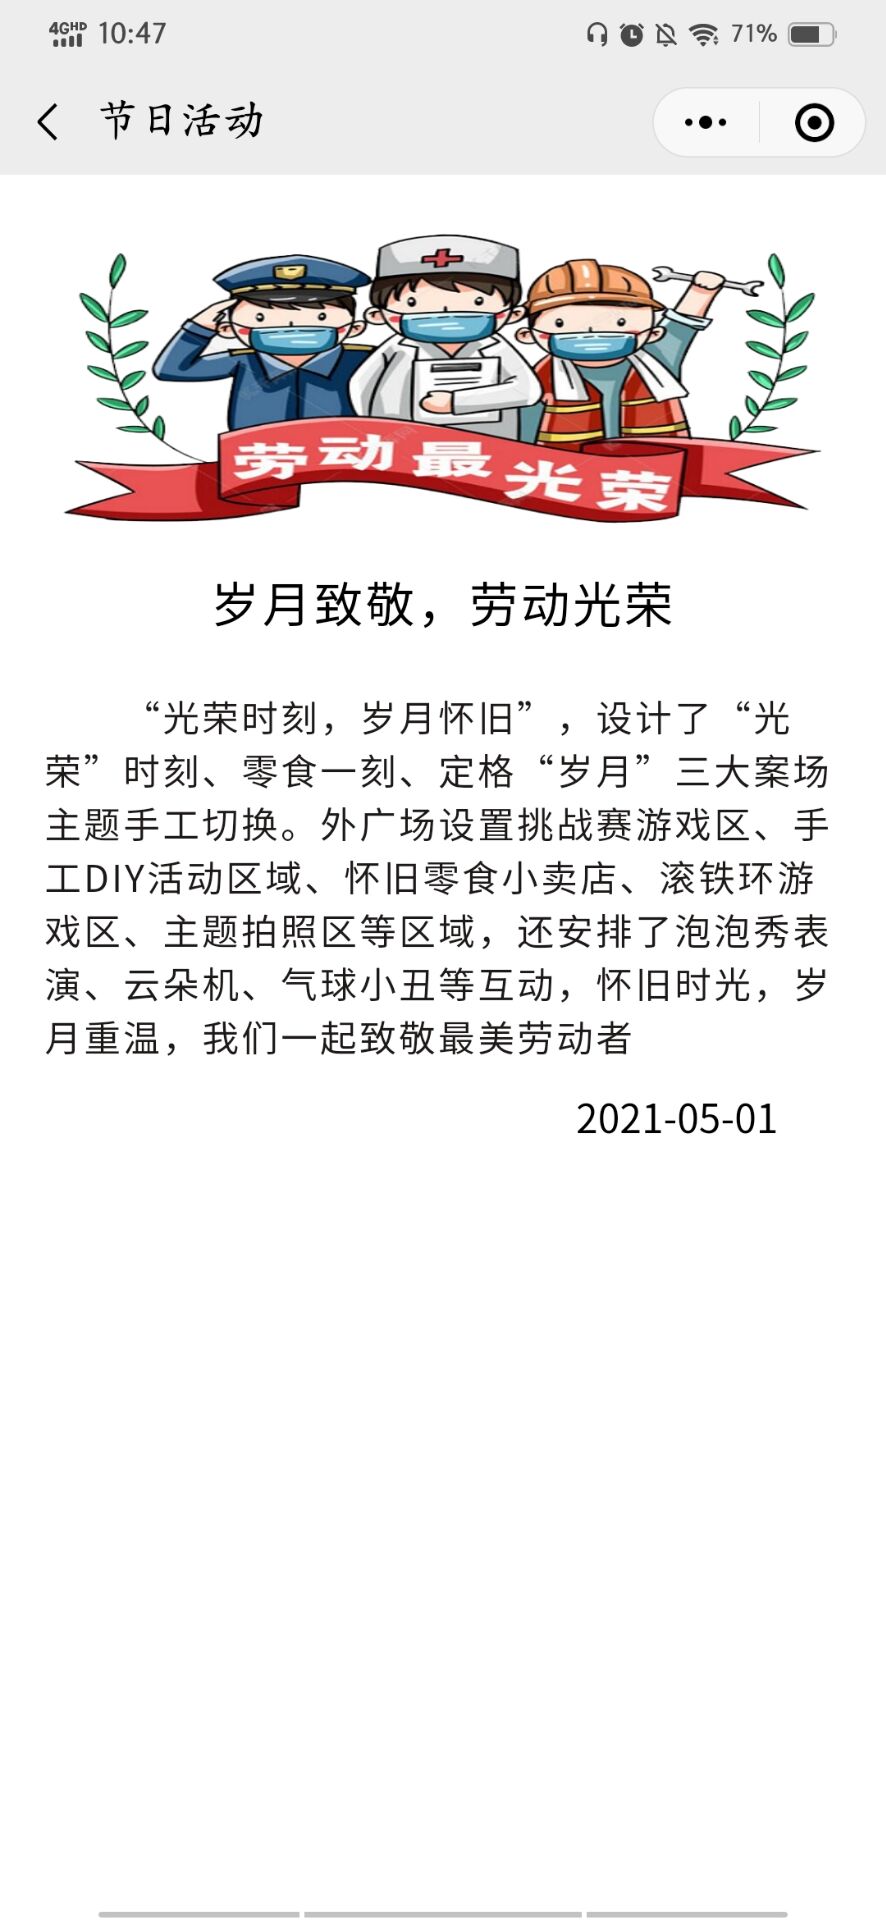 4GHD 10:47 71%
节日活动
劳动最光荣
岁月致敬，劳动光荣
“光荣时刻，岁月怀旧”，设计了“光
荣”时刻、零食一刻、定格“岁月”三大案场
主题手工切换。外广场设置挑战赛游戏区、手
工DIY活动区域、怀旧零食小卖店、滚铁环游
戏区、主题拍照区等区域，还安排了泡泡秀表
演、云朵机、气球小丑等互动，怀旧时光，岁
月重温，我们一起致敬最美劳动者
2021-05-01